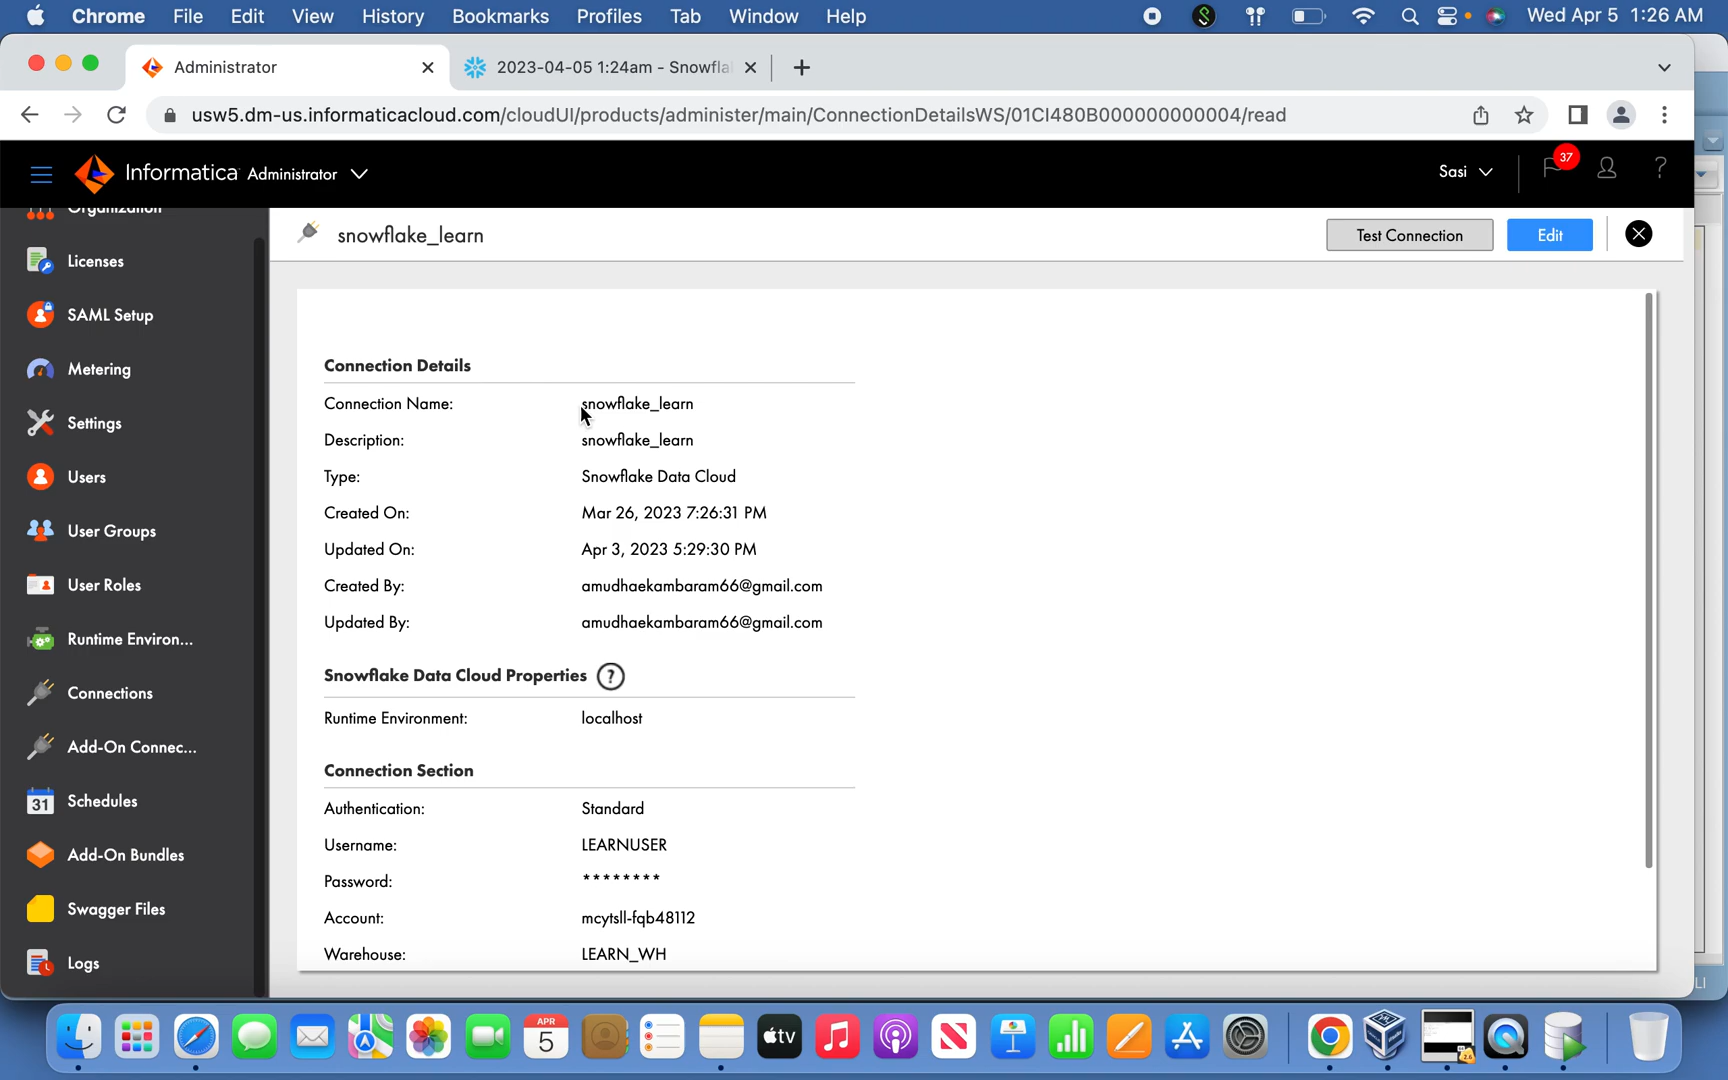 Chrome File Edit View History Bookmarks Profiles Tab Window Help Wed Apr 5 1:26 AM
Administrator 2023-04-05 1:24am - Snowfla
usw5.dm-us.informaticacloud.com/cloudUI/products/administer/main/ConnectionDetailsWS/01CI480B000000000004/read
Informatica Administrator Sasi 37 ?
Organization
snowflake_learn Test Connection Edit
Licenses
SAML Setup
Metering
Settings
Users
User Groups
User Roles
Runtime Environ...
Connections
Add-On Connec...
31 Schedules
Add-On Bundles
Swagger Files
Logs
Connection Details
Connection Name: snowflake_learn
Description: snowflake_learn
Type: Snowflake Data Cloud
Created On: Mar 26, 2023 7:26:31 PM
Updated On: Apr 3, 2023 5:29:30 PM
Created By: amudhaekambaram66@gmail.com
Updated By: amudhaekambaram66@gmail.com
Snowflake Data Cloud Properties ?
Runtime Environment: localhost
Connection Section
Authentication: Standard
Username: LEARNUSER
Password: ********
Account: mcytsll-fqb48112
Warehouse: LEARN_WH
APR
5
tv